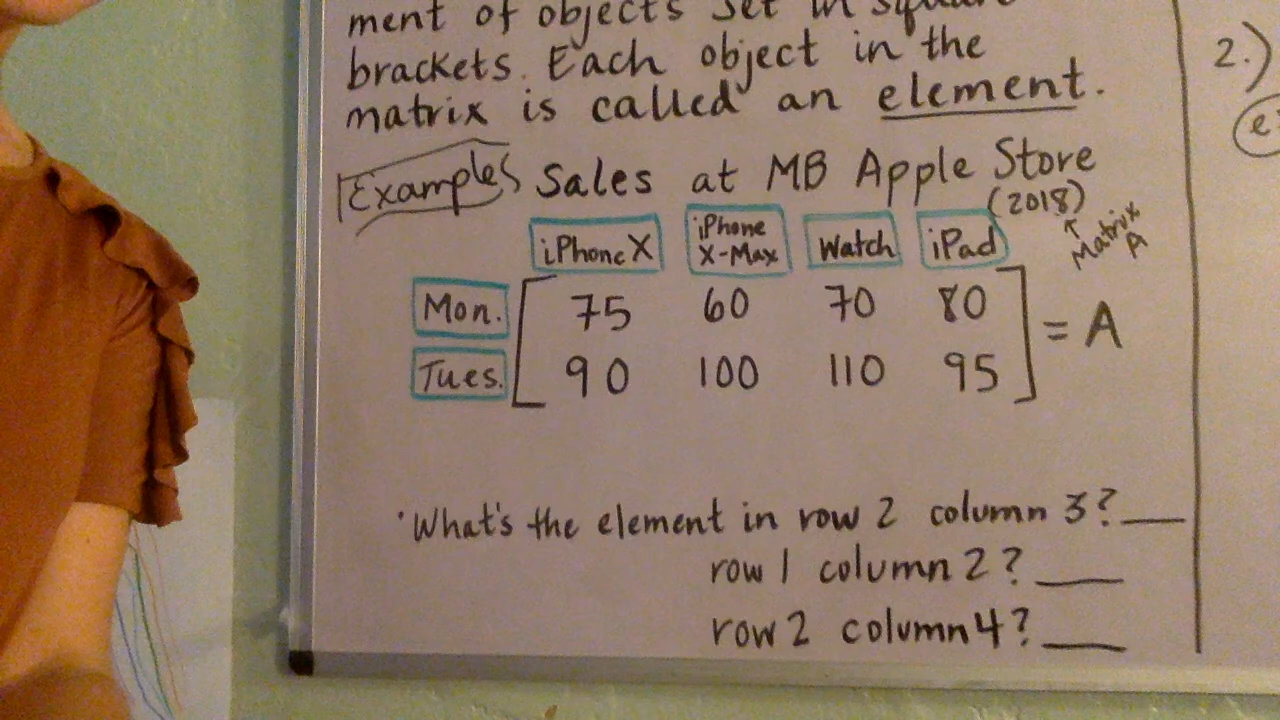 ment of objects set in square
brackets. Each object in the
matrix is called an element.
Examples Sales at MB Apple Store
(2018)
↑
Matrix
A
iPhone X iPhone X-Max Watch iPad
Mon. [ 75 60 70 80 ]
Tues. [ 90 100 110 95 ] = A
·What's the element in row 2 column 3? ___
row 1 column 2? ___
row 2 column 4? ___
2.)